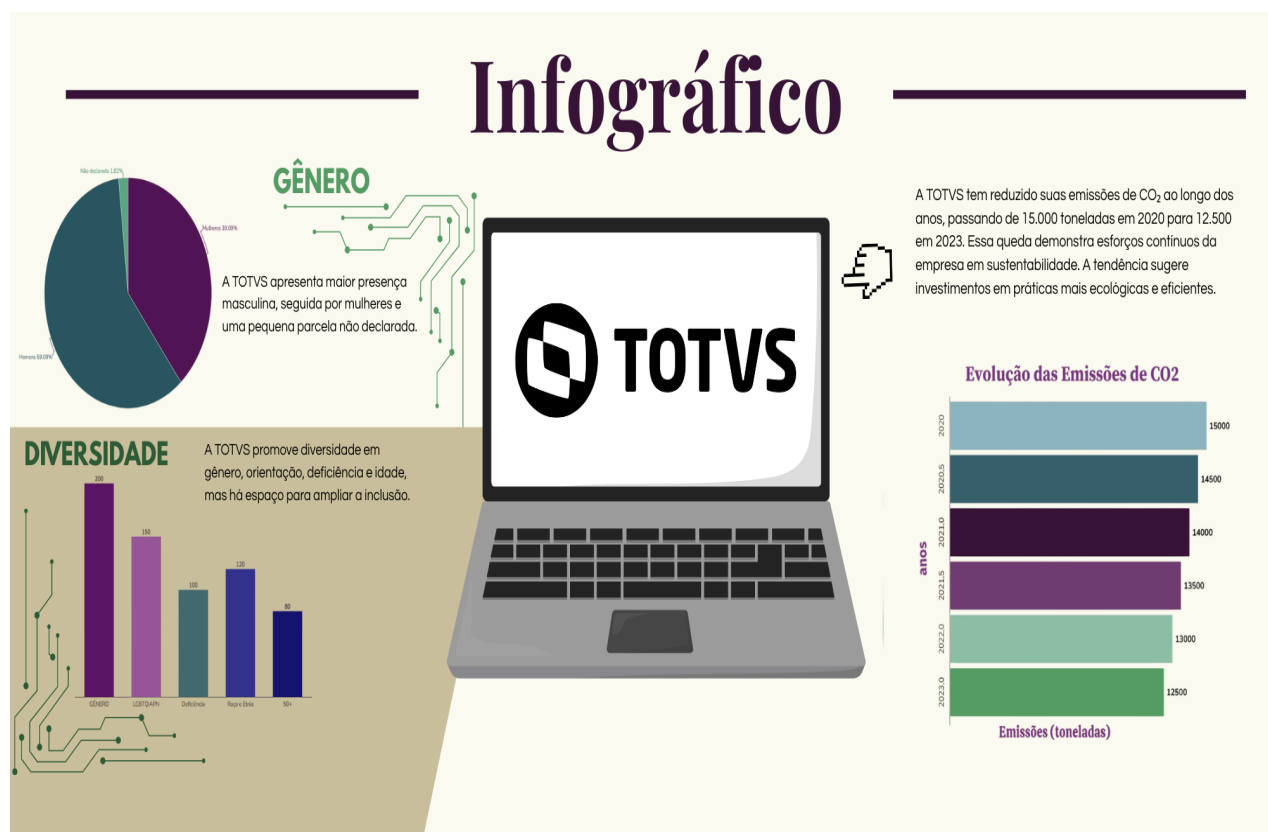 Infográfico
GÊNERO
Não declarado 1.82%
Mulheres 39.09%
Homens 59.09%
A TOTVS apresenta maior presença
masculina, seguida por mulheres e
uma pequena parcela não declarada.
DIVERSIDADE
A TOTVS promove diversidade em
gênero, orientação, deficiência e idade,
mas há espaço para ampliar a inclusão.
200
150
100
120
80
GÊNERO
LGBTQIAPN
Deficiência
Raça e Etnia
50+
TOTVS
A TOTVS tem reduzido suas emissões de CO₂ ao longo dos
anos, passando de 15.000 toneladas em 2020 para 12.500
em 2023. Essa queda demonstra esforços contínuos da
empresa em sustentabilidade. A tendência sugere
investimentos em práticas mais ecológicas e eficientes.
Evolução das Emissões de CO2
anos
2020
15000
2020.5
14500
2021.0
14000
2021.5
13500
2022.0
13000
2023.0
12500
Emissões (toneladas)